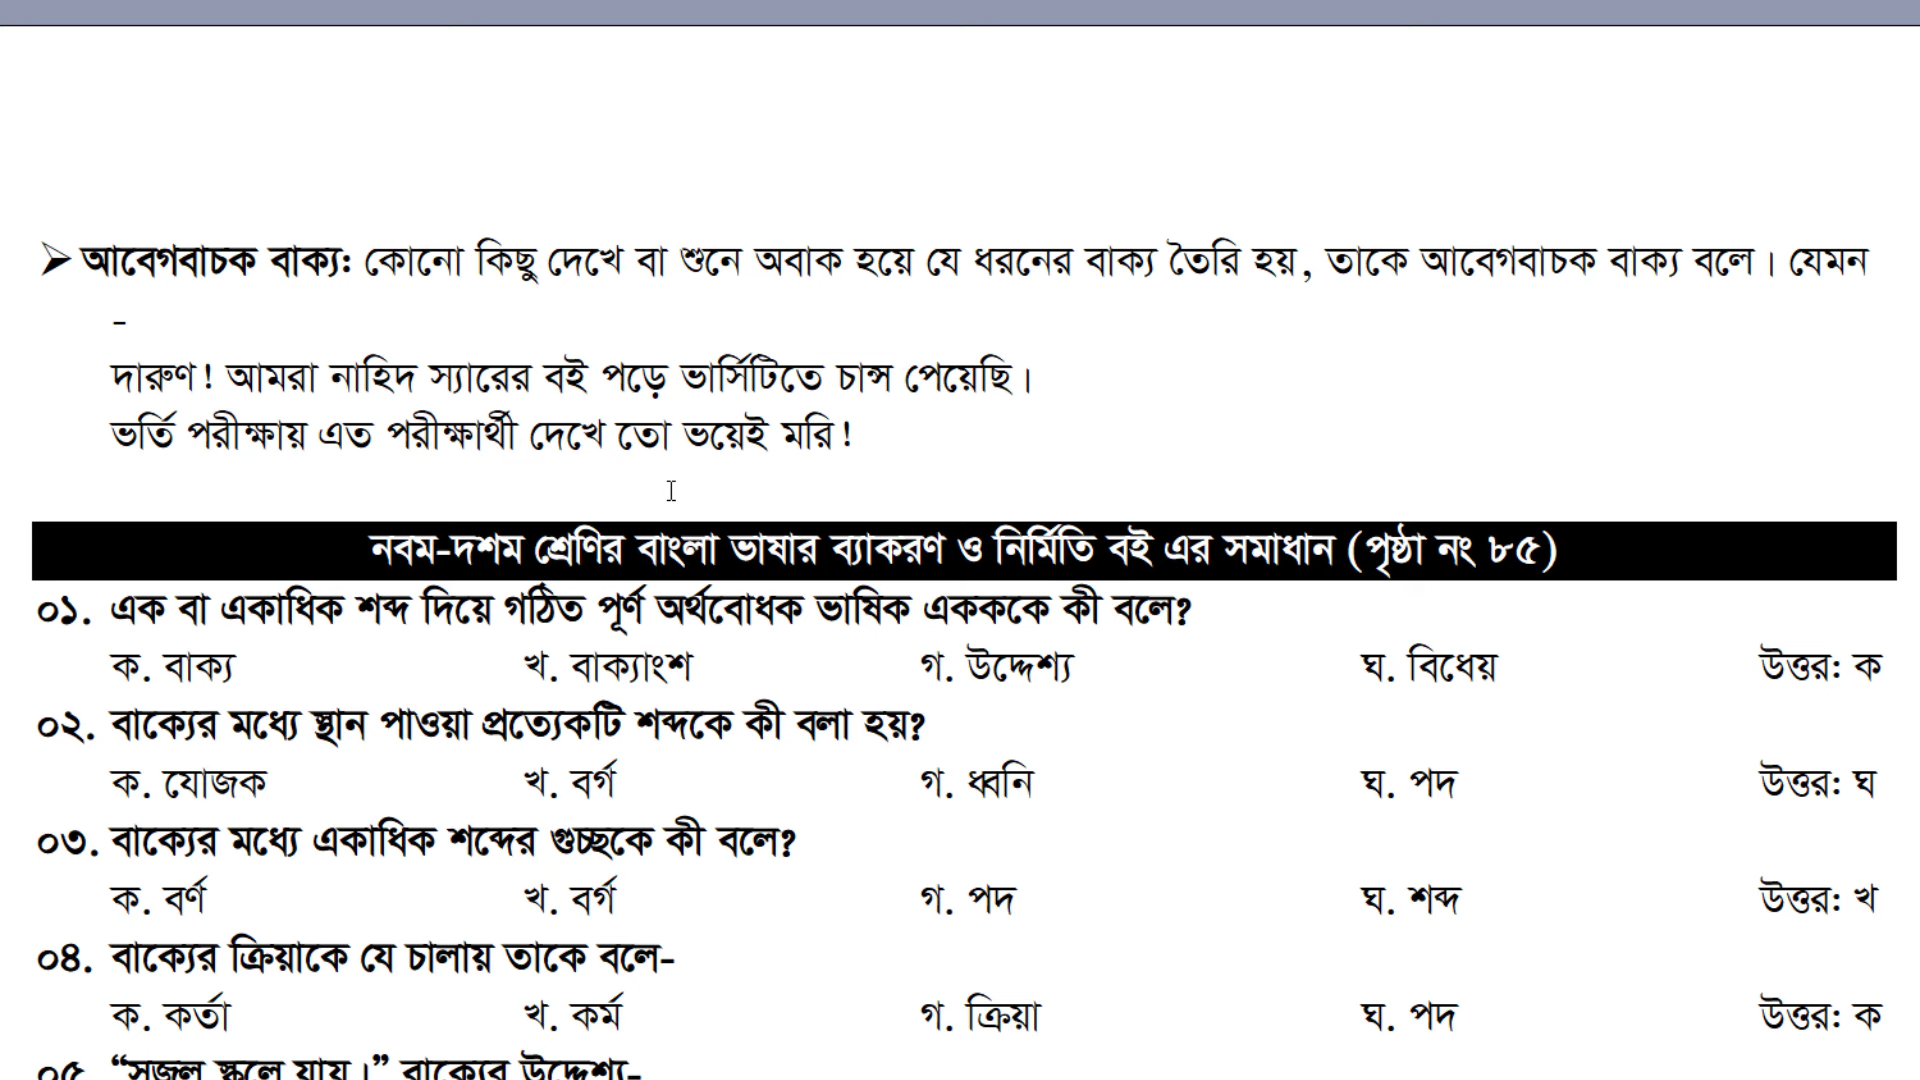 ➢ আবেগবাচক বাক্য: কোনো কিছু দেখে বা শুনে অবাক হয়ে যে ধরনের বাক্য তৈরি হয়, তাকে আবেগবাচক বাক্য বলে। যেমন
-
দারুণ! আমরা নাহিদ স্যারের বই পড়ে ভার্সিটিতে চান্স পেয়েছি।
ভর্তি পরীক্ষায় এত পরীক্ষার্থী দেখে তো ভয়েই মরি!
নবম-দশম শ্রেণির বাংলা ভাষার ব্যাকরণ ও নির্মিতি বই এর সমাধান (পৃষ্ঠা নং ৮৫)
০১. এক বা একাধিক শব্দ দিয়ে গঠিত পূর্ণ অর্থবোধক ভাষিক একককে কী বলে?
ক. বাক্য খ. বাক্যাংশ গ. উদ্দেশ্য ঘ. বিধেয় উত্তর: ক
০২. বাক্যের মধ্যে স্থান পাওয়া প্রত্যেকটি শব্দকে কী বলা হয়?
ক. যোজক খ. বর্গ গ. ধ্বনি ঘ. পদ উত্তর: ঘ
০৩. বাক্যের মধ্যে একাধিক শব্দের গুচ্ছকে কী বলে?
ক. বর্ণ খ. বর্গ গ. পদ ঘ. শব্দ উত্তর: খ
০৪. বাক্যের ক্রিয়াকে যে চালায় তাকে বলে-
ক. কর্তা খ. কর্ম গ. ক্রিয়া ঘ. পদ উত্তর: ক
০৫. “সজল স্কুলে যায়।” বাক্যের উদ্দেশ্য-